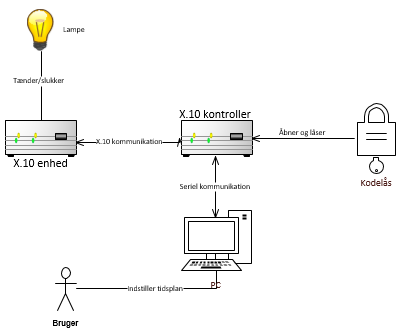 Lampe
Tænder/slukker
X.10 kontroller
Åbner og låser
X.10 kommunikation
X.10 enhed
Kodelås
Seriel kommunikation
PC
Indstiller tidsplan
Bruger